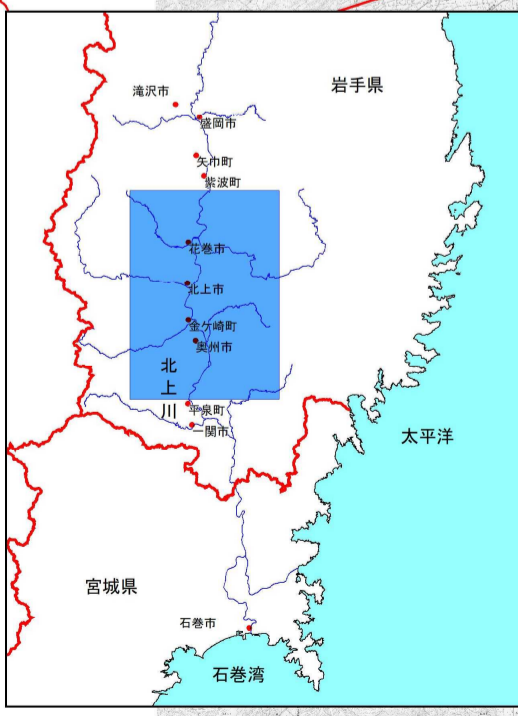 岩手県
滝沢市
盛岡市
矢巾町
紫波町
花巻市
北上市
金ケ崎町
奥州市
北上川
平泉町
一関市
太平洋
宮城県
石巻市
石巻湾